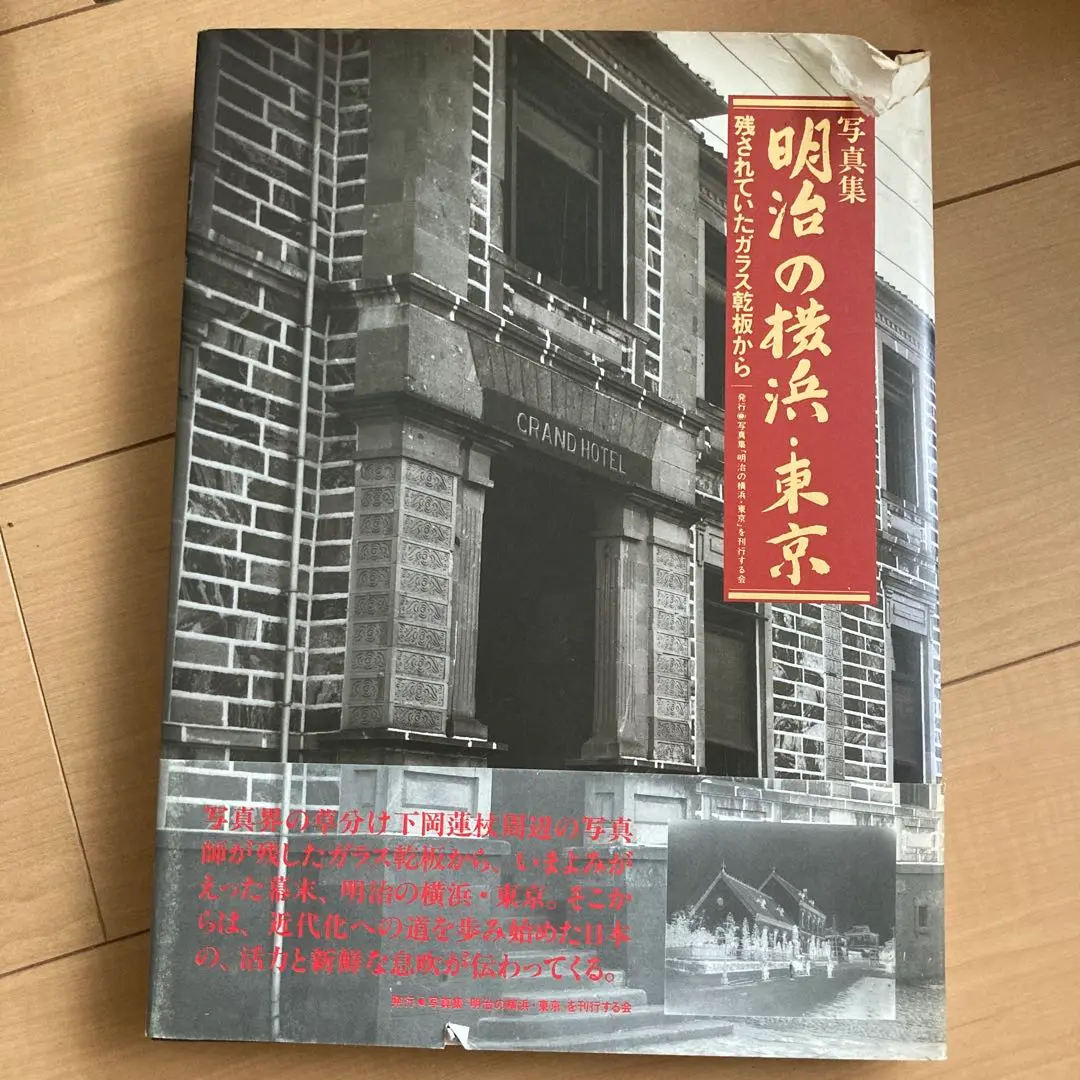 写真集
明治の横浜・東京
残されていたガラス乾板から
発行◉写真集「明治の横浜・東京」を刊行する会
GRAND HOTEL
写真界の草分け下岡蓮杖周辺の写真
師が残したガラス乾板から、いまよみが
えった幕末、明治の横浜・東京。そこか
らは、近代化への道を歩み始めた日本
の、活力と新鮮な息吹が伝わってくる。
発行◉写真集「明治の横浜・東京」を刊行する会